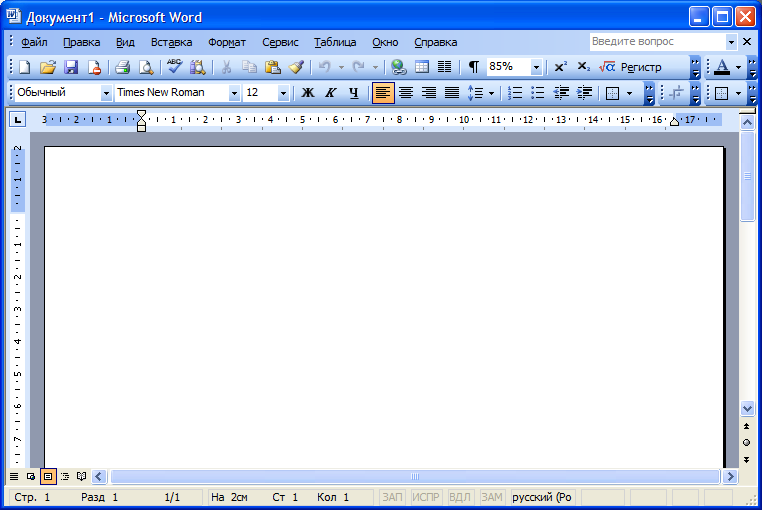 Документ1 - Microsoft Word
Файл Правка Вид Вставка Формат Сервис Таблица Окно Справка Введите вопрос
ABC ¶ 85% x² x₂ √α Регистр A
Обычный Times New Roman 12 Ж К Ч
3 2 1 1 2 3 4 5 6 7 8 9 10 11 12 13 14 15 16 17
2
1
1
2
3
4
5
6
7
Стр. 1 Разд 1 1/1 На 2см Ст 1 Кол 1 ЗАП ИСПР ВДЛ ЗАМ русский (Ро